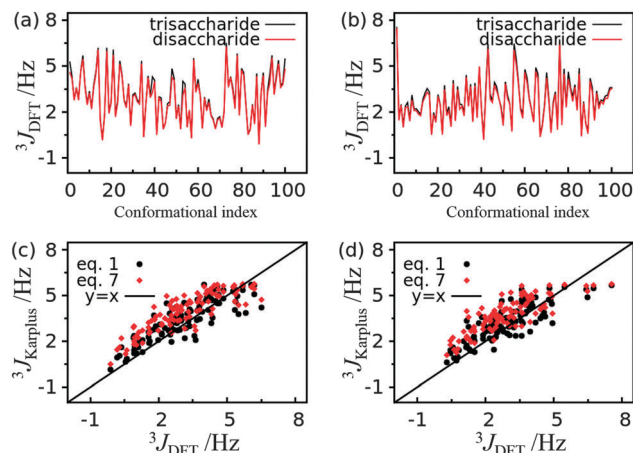 (a)
8
5
2
-1
³J_DFT /Hz
trisaccharide
disaccharide
0 20 40 60 80 100
Conformational index
(b)
8
5
2
-1
³J_DFT /Hz
trisaccharide
disaccharide
0 20 40 60 80 100
Conformational index
(c)
8
5
2
-1
³J_Karplus /Hz
eq. 1
eq. 7
y=x
-1 2 5 8
³J_DFT /Hz
(d)
8
5
2
-1
³J_Karplus /Hz
eq. 1
eq. 7
y=x
-1 2 5 8
³J_DFT /Hz